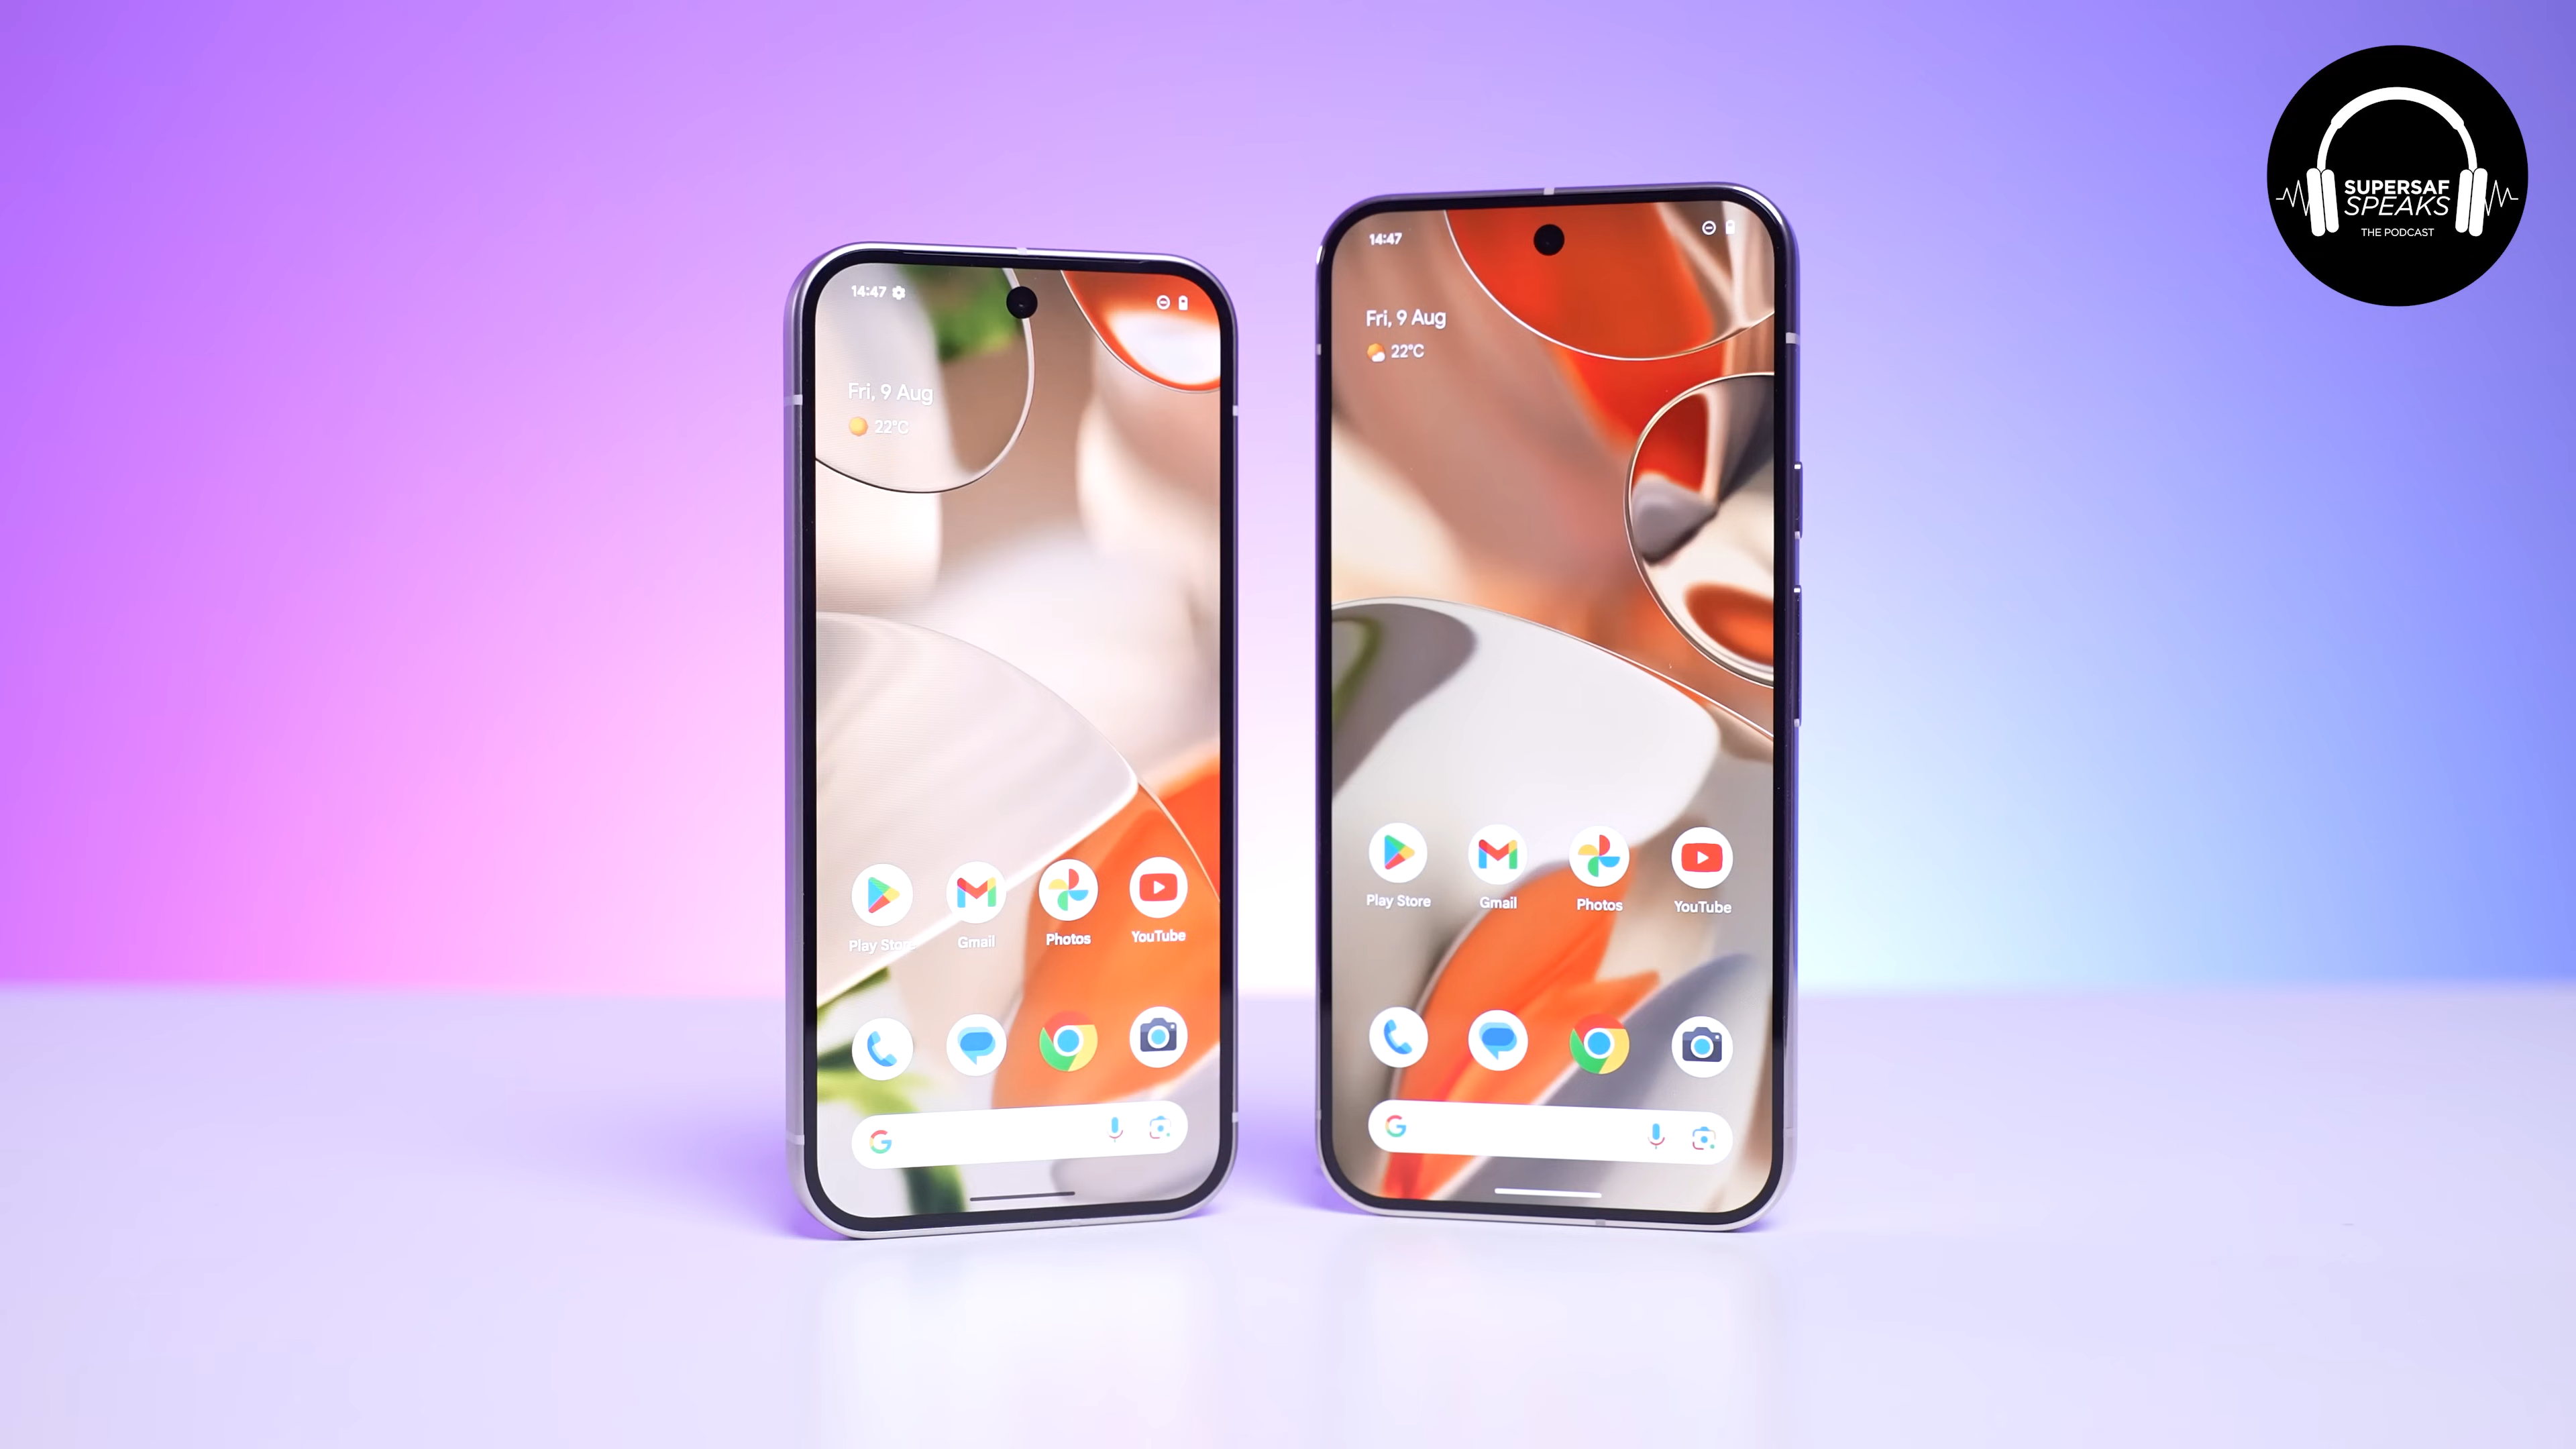 SUPERSAF
SPEAKS
THE PODCAST
14:47
Fri, 9 Aug
22°C
Play Store
Gmail
Photos
YouTube
G
14:47
Fri, 9 Aug
22°C
Play Store
Gmail
Photos
YouTube
G